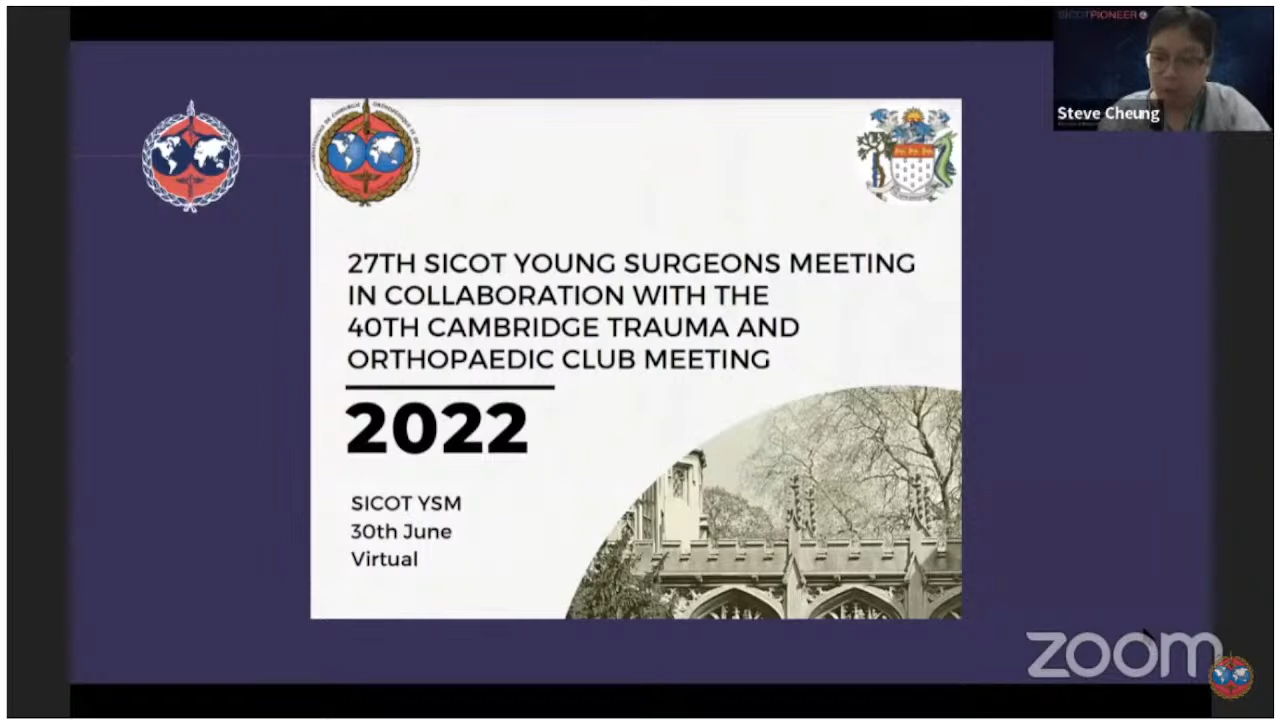 SICOTPIONEER
Steve Cheung
27TH SICOT YOUNG SURGEONS MEETING
IN COLLABORATION WITH THE
40TH CAMBRIDGE TRAUMA AND
ORTHOPAEDIC CLUB MEETING
2022
SICOT YSM
30th June
Virtual
zoom